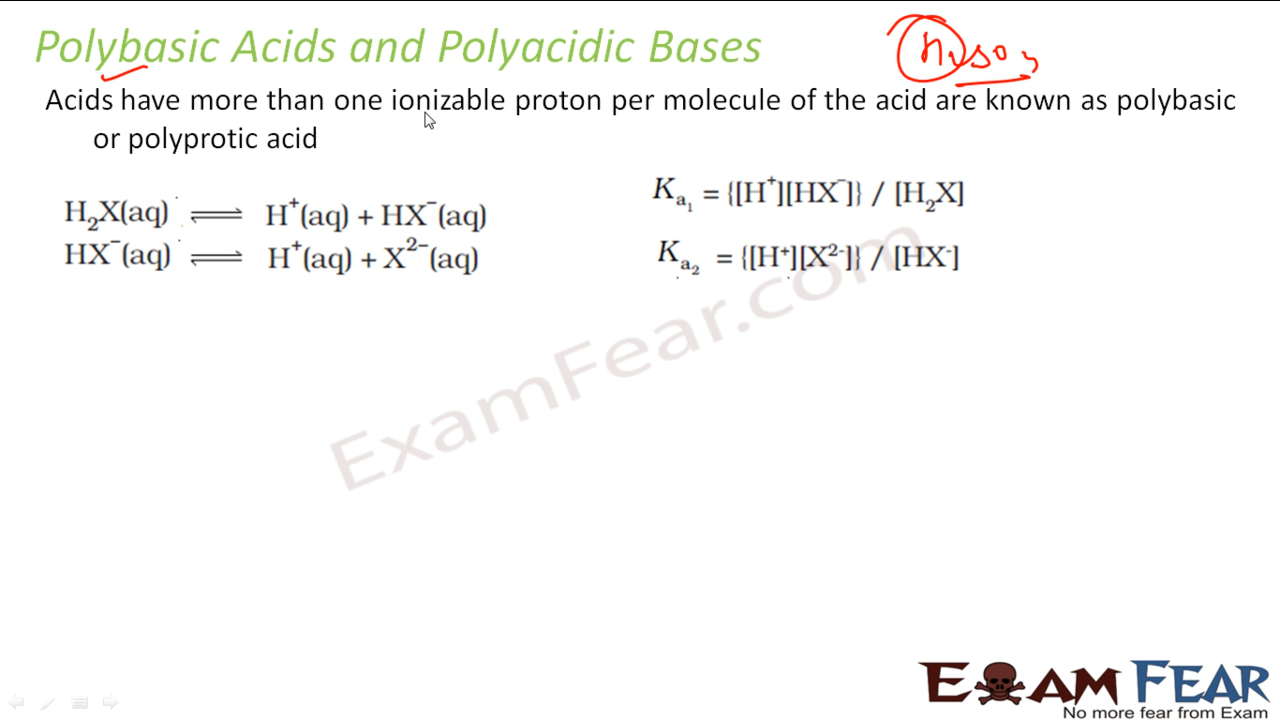 Polybasic Acids and Polyacidic Bases
H₂SO₃
Acids have more than one ionizable proton per molecule of the acid are known as polybasic
or polyprotic acid
H₂X(aq) ⇌ H⁺(aq) + HX⁻(aq)
Kₐ₁ = {[H⁺][HX⁻]} / [H₂X]
HX⁻(aq) ⇌ H⁺(aq) + X²⁻(aq)
Kₐ₂ = {[H⁺][X²⁻]} / [HX⁻]
ExamFear.com
EXAM FEAR
No more fear from Exam